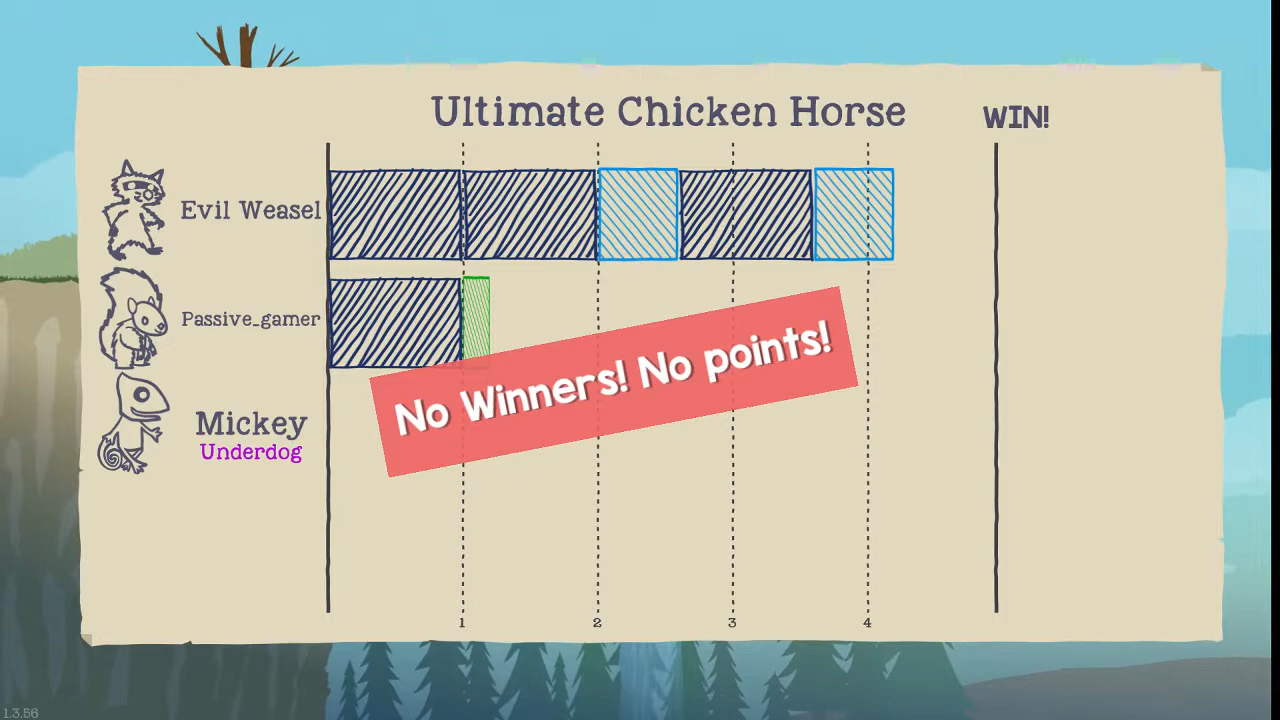 Ultimate Chicken Horse
WIN!
Evil Weasel
Passive_gamer
No Winners! No points!
Mickey
Underdog
1 2 3 4
1.3.56